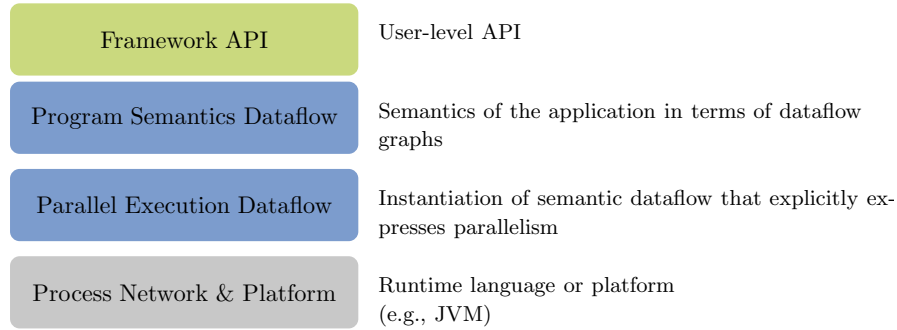 Framework API
User-level API
Program Semantics Dataflow
Semantics of the application in terms of dataflow
graphs
Parallel Execution Dataflow
Instantiation of semantic dataflow that explicitly ex-
presses parallelism
Process Network & Platform
Runtime language or platform
(e.g., JVM)